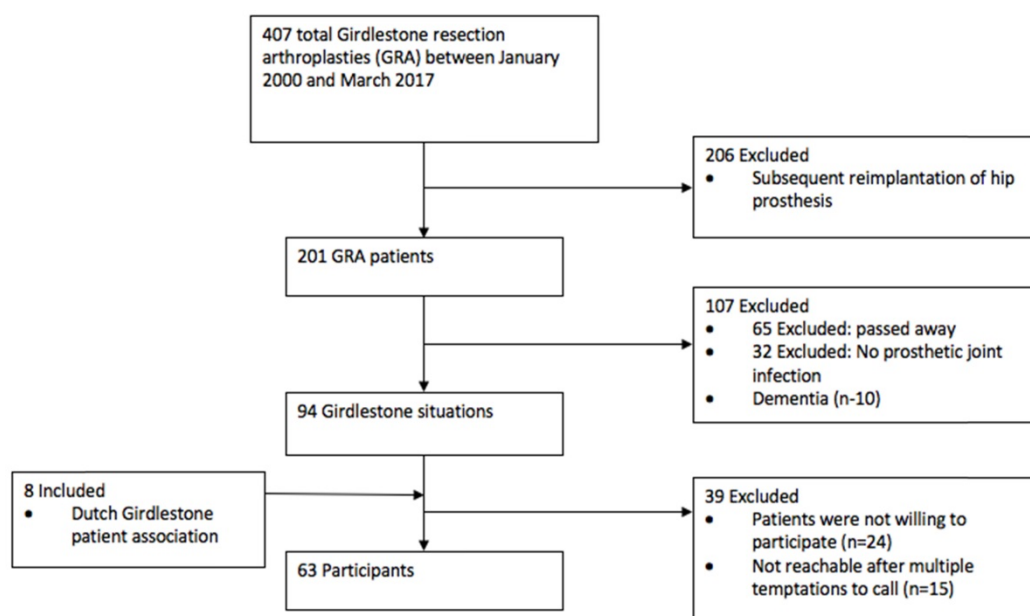 407 total Girdlestone resection
arthroplasties (GRA) between January
2000 and March 2017
206 Excluded
• Subsequent reimplantation of hip
prosthesis
201 GRA patients
107 Excluded
• 65 Excluded: passed away
• 32 Excluded: No prosthetic joint
infection
• Dementia (n-10)
94 Girdlestone situations
8 Included
• Dutch Girdlestone
patient association
39 Excluded
• Patients were not willing to
participate (n=24)
• Not reachable after multiple
temptations to call (n=15)
63 Participants